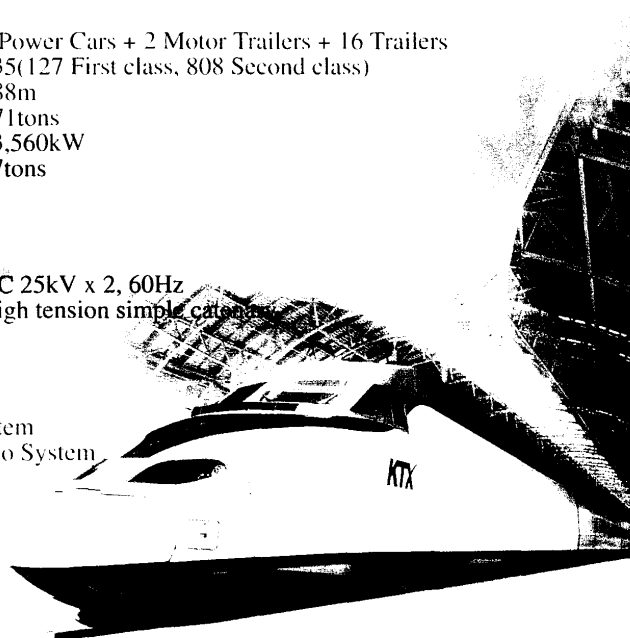 Power Cars + 2 Motor Trailers + 16 Trailers
35(127 First class, 808 Second class)
38m
71tons
3,560kW
7tons
C 25kV x 2, 60Hz
igh tension simple catenary
tem
o System
KTX